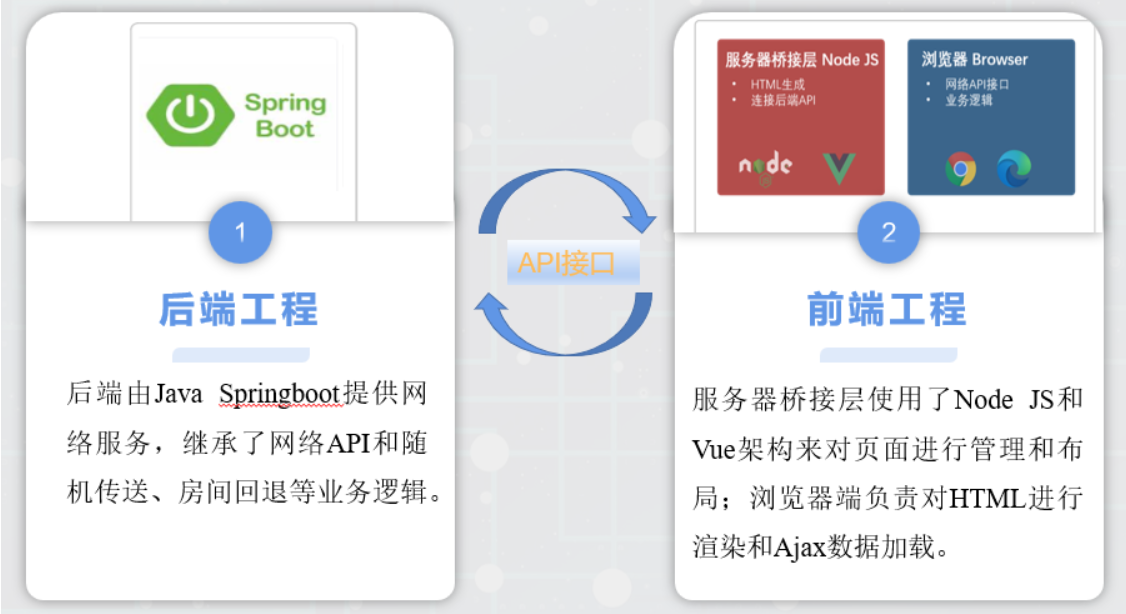 Spring
Boot
1
后端工程
后端由Java Springboot提供网
络服务，继承了网络API和随
机传送、房间回退等业务逻辑。
API接口
服务器桥接层 Node JS
• HTML生成
• 连接后端API
node
浏览器 Browser
• 网络API接口
• 业务逻辑
2
前端工程
服务器桥接层使用了Node JS和
Vue架构来对页面进行管理和布
局；浏览器端负责对HTML进行
渲染和Ajax数据加载。